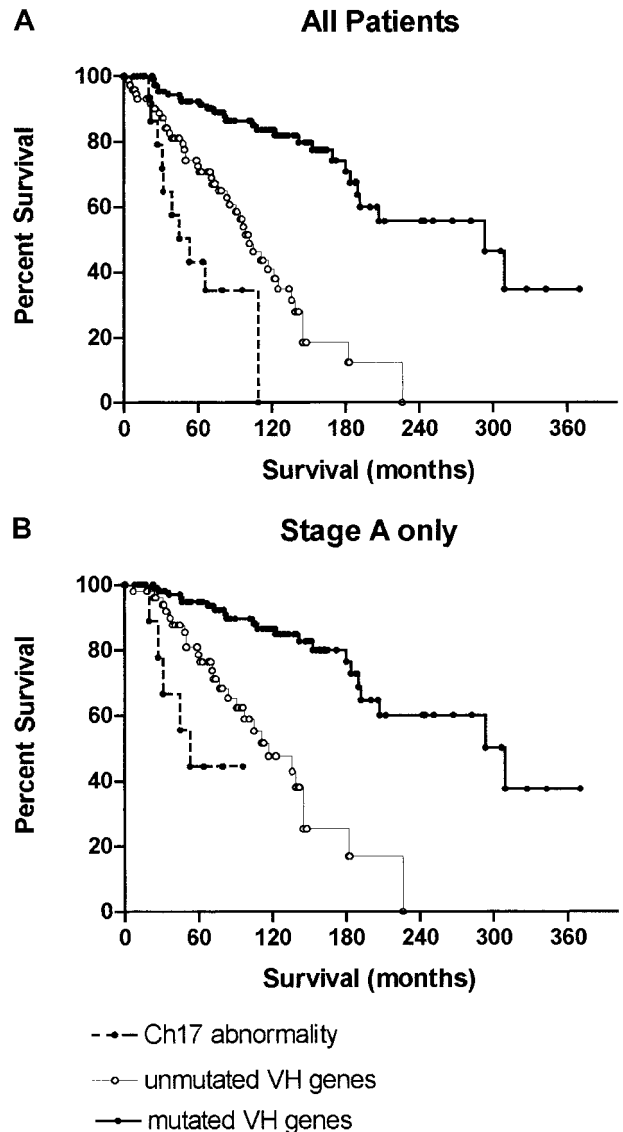 A
All Patients
Percent Survival
100
80
60
40
20
0
0 60 120 180 240 300 360
Survival (months)
B
Stage A only
Percent Survival
100
80
60
40
20
0
0 60 120 180 240 300 360
Survival (months)
Ch17 abnormality
unmutated VH genes
mutated VH genes